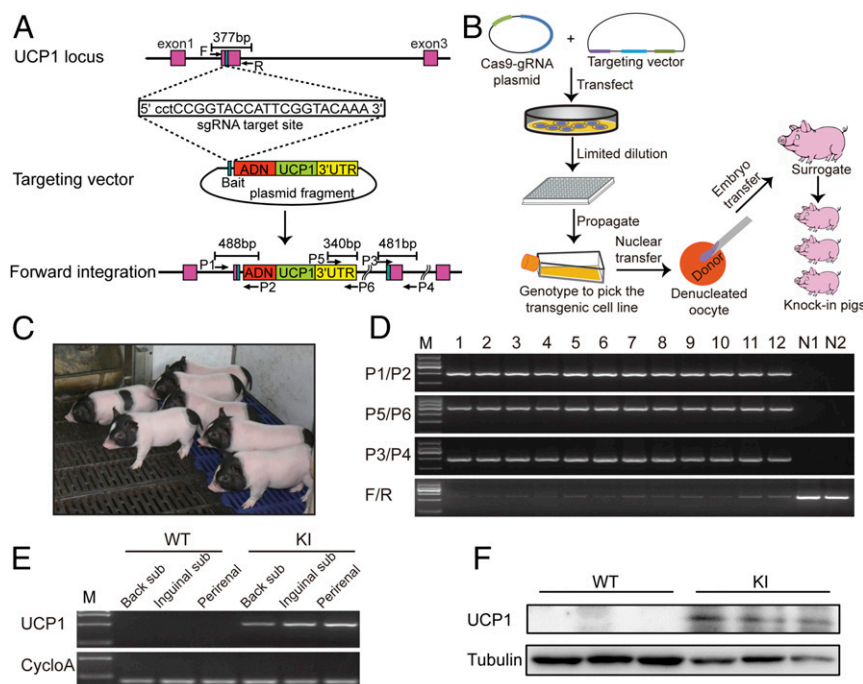 A
377bp
exon1
F
exon3
UCP1 locus
R
5' cctCCGGTACCATTCGGTACAAA 3'
sgRNA target site
Targeting vector
ADN UCP1 3'UTR
Bait
plasmid fragment
488bp 340bp 481bp
P1 P5 P3
Forward integration
ADN UCP1 3'UTR
P2 P6 P4
B
+
Cas9-gRNA
plasmid
Targeting vector
Transfect
Limited dilution
Propagate
Genotype to pick the
transgenic cell line
Nuclear
transfer
Donor
Denucleated
oocyte
Embryo
transfer
Surrogate
Knock-in pigs
C
D
M 1 2 3 4 5 6 7 8 9 10 11 12 N1 N2
P1/P2
P5/P6
P3/P4
F/R
E
WT KI
M Back sub Inguinal sub Perirenal Back sub Inguinal sub Perirenal
UCP1
CycloA
F
WT KI
UCP1
Tubulin